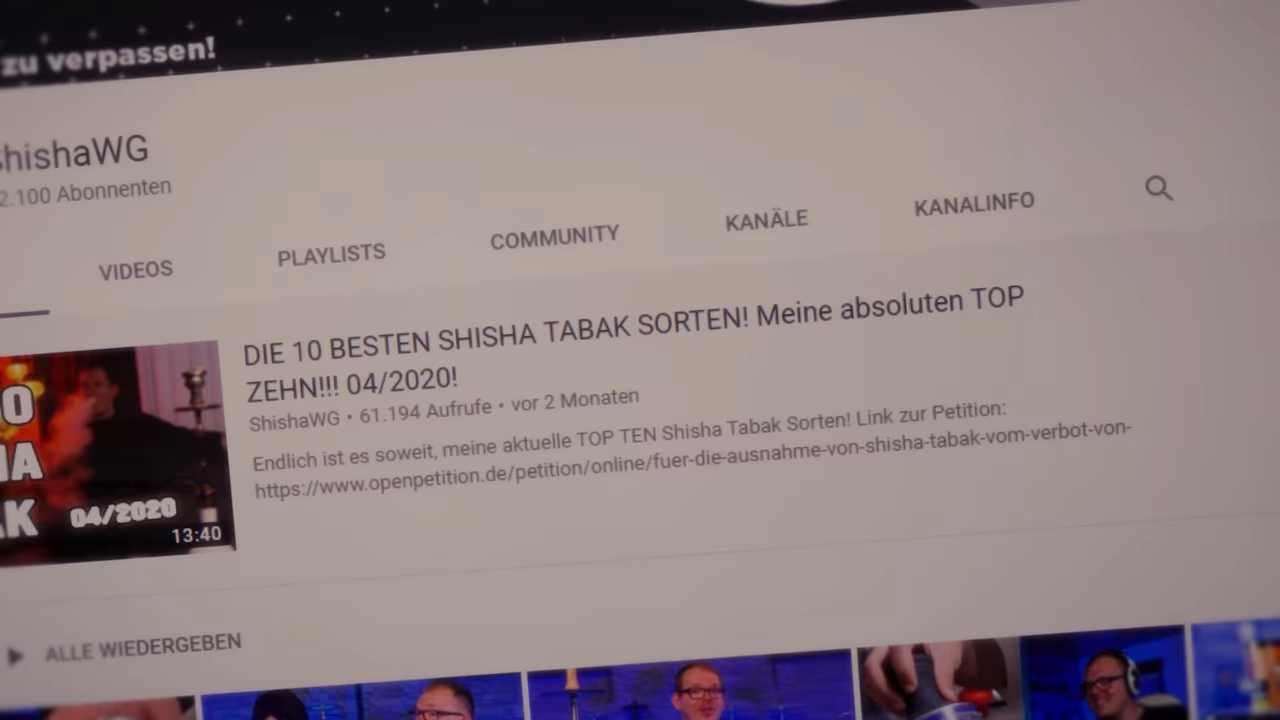 zu verpassen!
ShishaWG
2.100 Abonnenten
VIDEOS
PLAYLISTS
COMMUNITY
KANÄLE
KANALINFO
DIE 10 BESTEN SHISHA TABAK SORTEN! Meine absoluten TOP
ZEHN!!! 04/2020!
ShishaWG • 61.194 Aufrufe • vor 2 Monaten
Endlich ist es soweit, meine aktuelle TOP TEN Shisha Tabak Sorten! Link zur Petition:
https://www.openpetition.de/petition/online/fuer-die-ausnahme-von-shisha-tabak-vom-verbot-von-
04/2020
13:40
ALLE WIEDERGEBEN